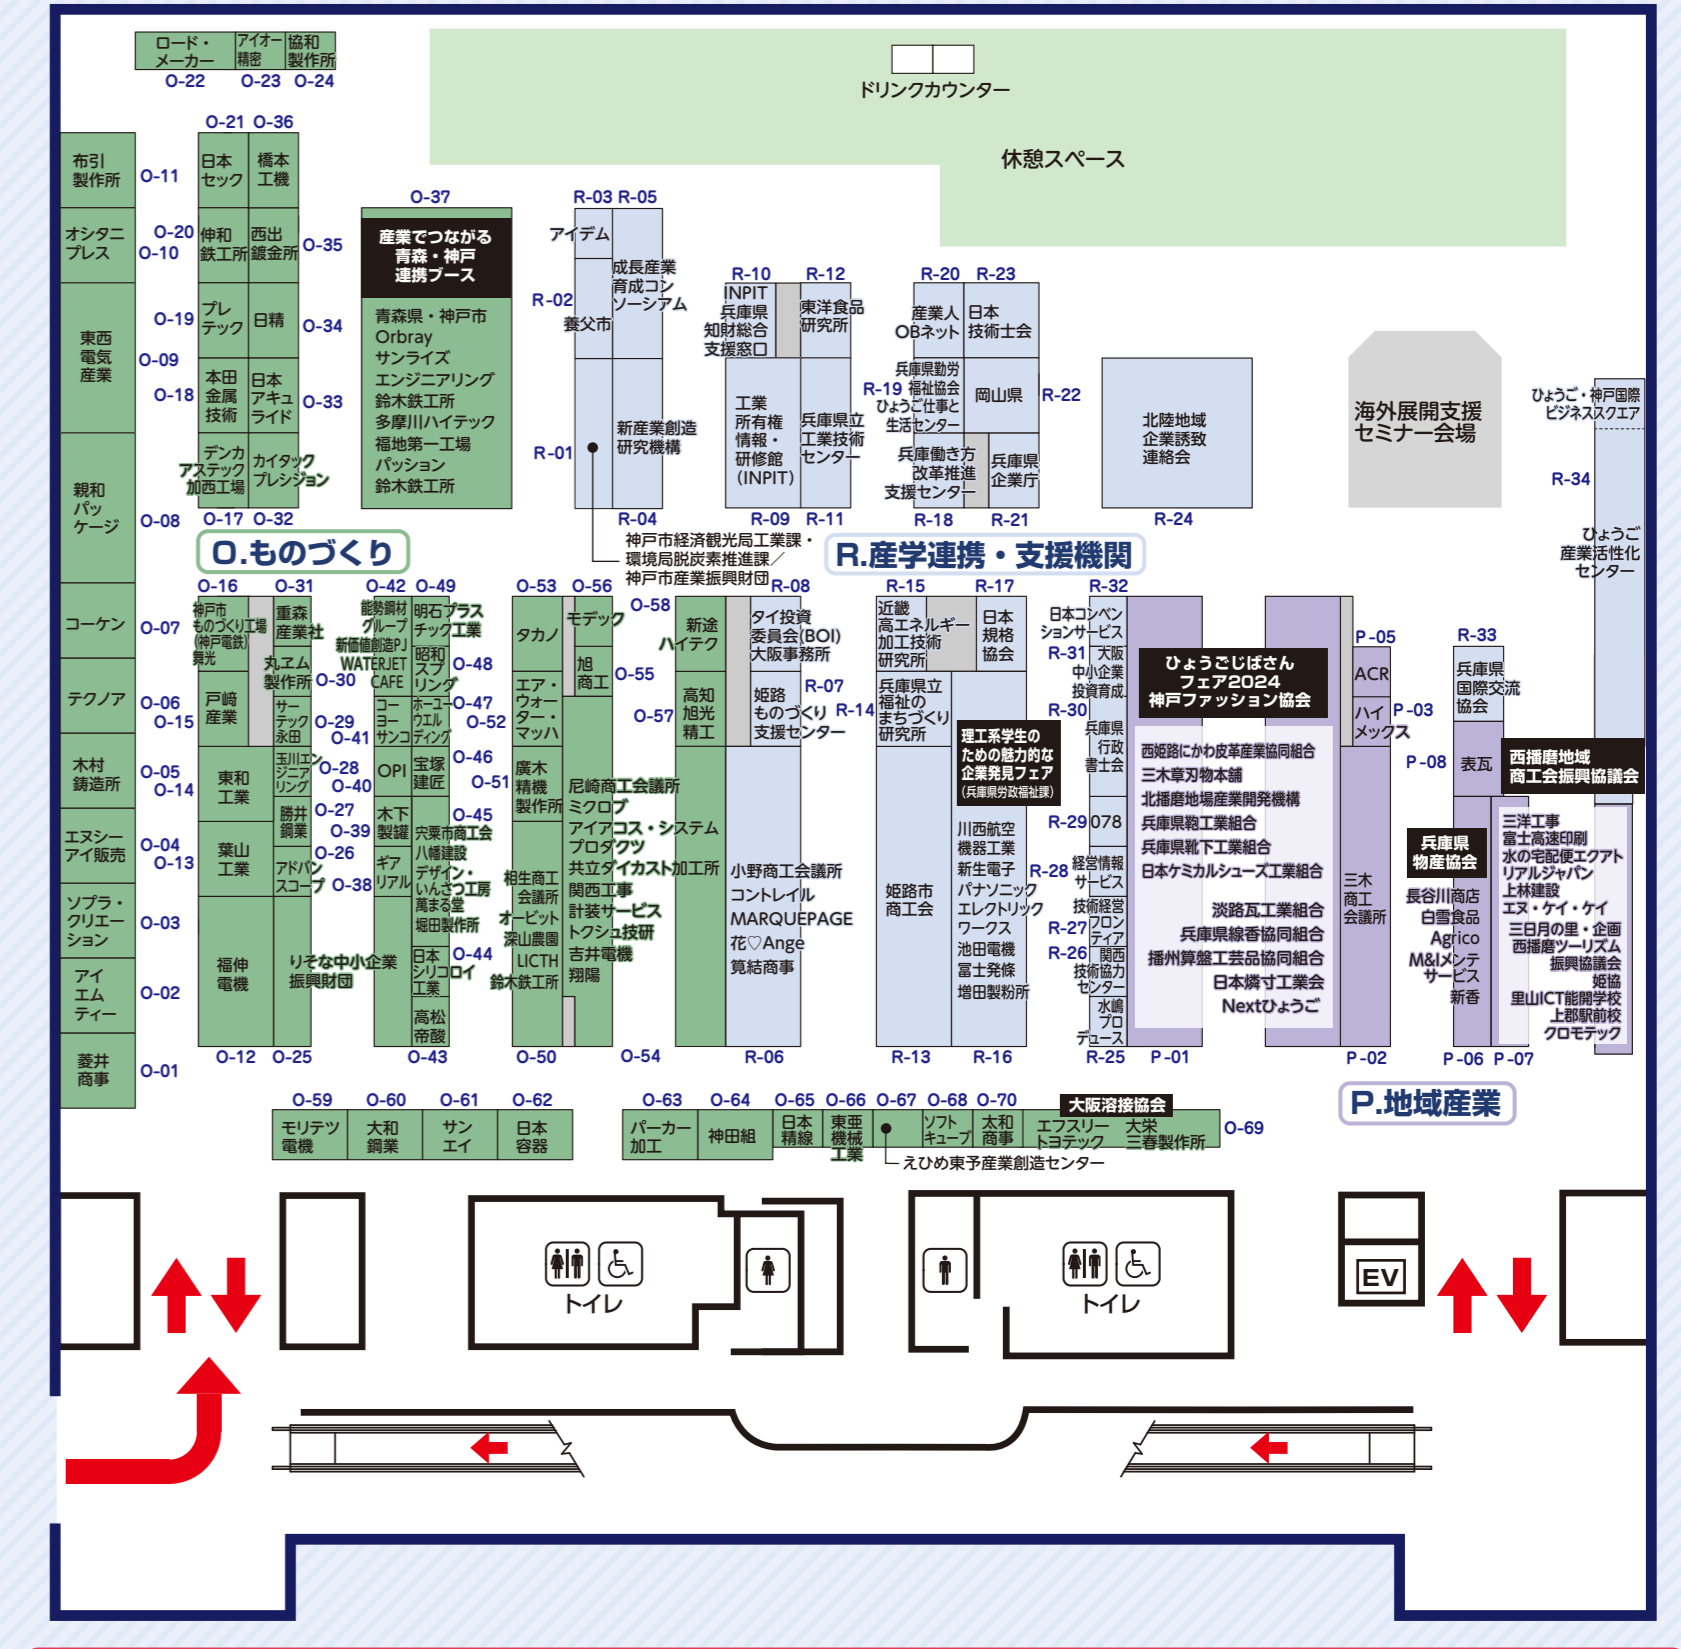 ロード・
メーカー
アイオー
精密
協和
製作所
O-22
O-23
O-24
ドリンクカウンター
休憩スペース
O-21
O-36
布引
製作所
O-11
日本
セック
橋本
工機
オシタニ
プレス
O-20
O-10
伸和
鉄工所
西出
鍍金所
O-35
東西
電気
産業
O-19
O-09
O-18
プレ
テック
日精
O-34
本田
金属
技術
日本
アキュ
ライド
O-33
親和
パッ
ケージ
O-08
デンカ
アステック
加西工場
カイタック
プレシジョン
O-17
O-32
O-37
産業でつながる
青森・神戸
連携ブース
青森県・神戸市
Orbray
サンライズ
エンジニアリング
鈴木鉄工所
多摩川ハイテック
福地第一工場
パッション
鈴木鉄工所
R-03
R-05
アイデム
成長産業
育成コン
ソーシアム
R-02
養父市
R-01
新産業創造
研究機構
R-04
神戸市経済観光局工業課・
環境局脱炭素推進課／
神戸市産業振興財団
R-10
R-12
INPIT
兵庫県
知財総合
支援窓口
東洋食品
研究所
工業
所有権
情報・
研修館
(INPIT)
兵庫県立
工業技術
センター
R-09
R-11
R-20
R-23
産業人
OBネット
日本
技術士会
R-19
兵庫県勤労
福祉協会
ひょうご仕事と
生活センター
岡山県
R-22
兵庫働き方
改革推進
支援センター
兵庫県
企業庁
R-18
R-21
北陸地域
企業誘致
連絡会
R-24
海外展開支援
セミナー会場
ひょうご・神戸国際
ビジネススクエア
R-34
ひょうご
産業活性化
センター
O.ものづくり
R.産学連携・支援機関
コーケン
O-07
テクノア
O-06
O-15
木村
鋳造所
O-05
O-14
エヌシー
アイ販売
O-04
O-13
ソプラ・
クリエー
ション
O-03
アイ
エム
ティー
O-02
菱井
商事
O-01
O-16
O-31
神戸市
ものづくり工場
(神戸電鉄)
舞光
重森
産業社
丸ヱム
製作所
O-30
戸﨑
産業
サー
テック
永田
O-29
O-41
東和
工業
玉川エン
ジニア
リング
O-28
O-40
勝井
鋼業
O-27
O-39
葉山
工業
アドバン
スコープ
O-26
O-38
福伸
電機
りそな中小企業
振興財団
O-12
O-25
O-42
O-49
能勢鋼材
グループ
新価値創造PJ
WATERJET
CAFE
明石プラス
チック工業
昭和
スプ
リング
O-48
コー
ヨー
サンコ
ホーユー
ウエル
ディング
O-47
O-52
OPI
宝塚
建匠
O-46
O-51
木下
製罐
O-45
宍粟市商工会
八幡建設
デザイン・
いんさつ工房
萬まる堂
堀田製作所
ギア
リアル
日本
シリコロイ
工業
O-44
高松
帝酸
O-43
O-53
O-56
タカノ
モデック
旭
商工
O-55
エア・
ウォー
ター・
マッハ
廣木
精機
製作所
尼崎商工会議所
ミクロブ
アイアコス・システム
プロダクツ
共立ダイカスト加工所
関西工事
計装サービス
トクシュ技研
吉井電機
翔陽
相生商工
会議所
オービット
深山農園
LICTH
鈴木鉄工所
O-50
O-54
O-58
新途
ハイテク
O-57
高知
旭光
精工
R-08
タイ投資
委員会(BOI)
大阪事務所
姫路
ものづくり
支援センター
R-07
小野商工会議所
コントレイル
MARQUEPAGE
花♡Ange
筧結商事
R-06
R-15
R-17
近畿
高エネルギー
加工技術
研究所
日本
規格
協会
R-14
兵庫県立
福祉の
まちづくり
研究所
理工系学生の
ための魅力的な
企業発見フェア
(兵庫県労政福祉課)
川西航空
機器工業
新生電子
パナソニック
エレクトリック
ワークス
池田電機
富士発條
増田製粉所
姫路市
商工会
R-13
R-16
R-32
日本コンベン
ションサービス
R-31
大阪
中小企業
投資育成
R-30
兵庫県
行政
書士会
R-29
078
R-28
経営情報
サービス
R-27
技術経営
フロン
ティア
R-26
関西
技術協力
センター
水嶋
プロ
デュース
R-25
P-01
ひょうごじばさん
フェア2024
神戸ファッション協会
西姫路にかわ皮革産業協同組合
三木章刃物本舗
北播磨地場産業開発機構
兵庫県鞄工業組合
兵庫県靴下工業組合
日本ケミカルシューズ工業組合
淡路瓦工業組合
兵庫県線香協同組合
播州算盤工芸品協同組合
日本燐寸工業会
Nextひょうご
P-05
ACR
P-03
ハイ
メックス
三木
商工
会議所
P-02
R-33
兵庫県
国際交流
協会
P-08
表瓦
西播磨地域
商工会振興協議会
兵庫県
物産協会
長谷川商店
白雪食品
Agrico
M&Iメンテ
サービス
新香
三洋工事
富士高速印刷
水の宅配便エクアト
リアルジャパン
上林建設
エヌ・ケイ・ケイ
三日月の里・企画
西播磨ツーリズム
振興協議会
姫協
里山ICT能開学校
上郡駅前校
クロモテック
P-06
P-07
P.地域産業
O-59
O-60
O-61
O-62
モリテツ
電機
大和
鋼業
サン
エイ
日本
容器
O-63
O-64
O-65
O-66
O-67
O-68
O-70
大阪溶接協会
パーカー
加工
神田組
日本
精線
東亜
機械
工業
ソフト
キューブ
太和
商事
エフスリー
トヨテック
大栄
三春製作所
O-69
えひめ東予産業創造センター
トイレ
トイレ
EV